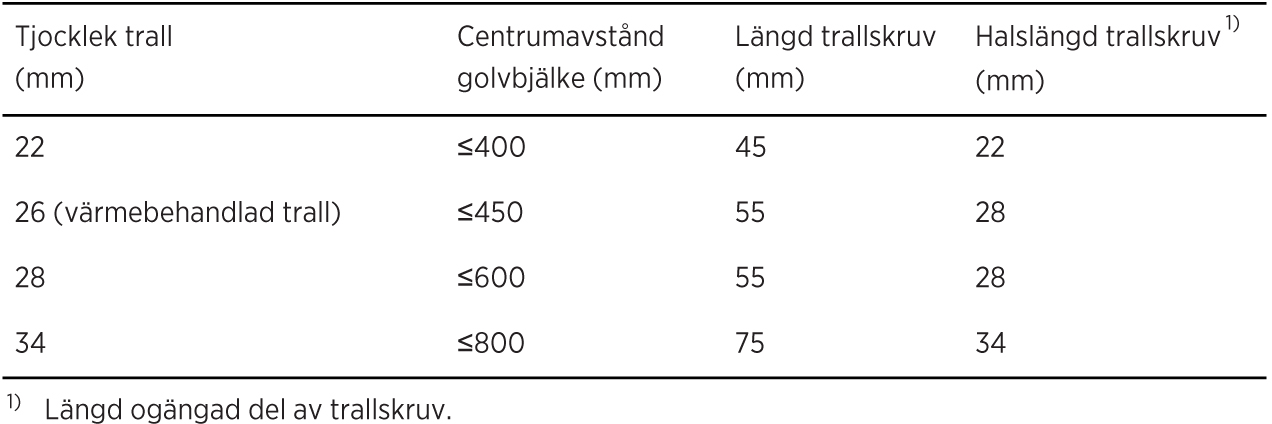 Tjocklek trall Centrumavstånd Längd trallskruv Halslängd trallskruv 1)
(mm) golvbjälke (mm) (mm) (mm)
22 ≤400 45 22
26 (värmebehandlad trall) ≤450 55 28
28 ≤600 55 28
34 ≤800 75 34
1) Längd ogängad del av trallskruv.